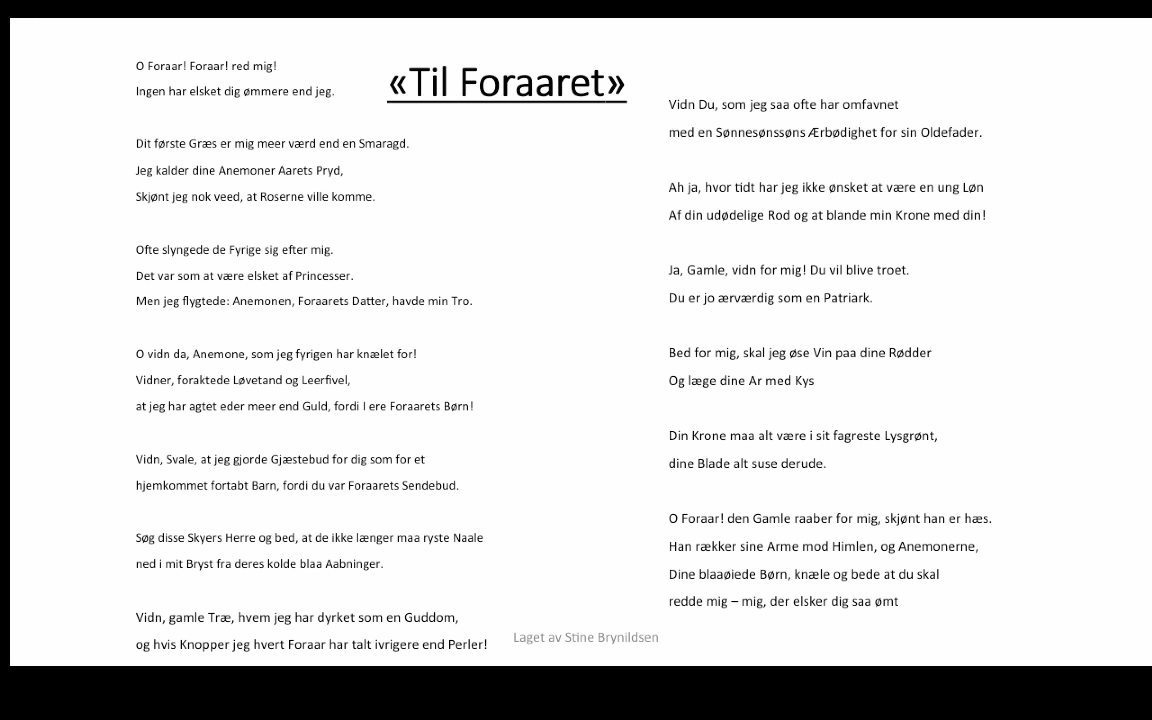 «Til Foraaret»
O Foraar! Foraar! red mig!
Ingen har elsket dig ømmere end jeg.
Dit første Græs er mig meer værd end en Smaragd.
Jeg kalder dine Anemoner Aarets Pryd,
Skjønt jeg nok veed, at Roserne ville komme.
Ofte slyngede de Fyrige sig efter mig.
Det var som at være elsket af Princesser.
Men jeg flygtede: Anemonen, Foraarets Datter, havde min Tro.
O vidn da, Anemone, som jeg fyrigen har knælet for!
Vidner, foraktede Løvetand og Leerfivel,
at jeg har agtet eder meer end Guld, fordi I ere Foraarets Børn!
Vidn, Svale, at jeg gjorde Gjæstebud for dig som for et
hjemkommet fortabt Barn, fordi du var Foraarets Sendebud.
Søg disse Skyers Herre og bed, at de ikke længer maa ryste Naale
ned i mit Bryst fra deres kolde blaa Aabninger.
Vidn, gamle Træ, hvem jeg har dyrket som en Guddom,
og hvis Knopper jeg hvert Foraar har talt ivrigere end Perler!
Vidn Du, som jeg saa ofte har omfavnet
med en Sønnesønssøns Ærbødighet for sin Oldefader.
Ah ja, hvor tidt har jeg ikke ønsket at være en ung Løn
Af din udødelige Rod og at blande min Krone med din!
Ja, Gamle, vidn for mig! Du vil blive troet.
Du er jo ærværdig som en Patriark.
Bed for mig, skal jeg øse Vin paa dine Rødder
Og læge dine Ar med Kys
Din Krone maa alt være i sit fagreste Lysgrønt,
dine Blade alt suse derude.
O Foraar! den Gamle raaber for mig, skjønt han er hæs.
Han rækker sine Arme mod Himlen, og Anemonerne,
Dine blaaøiede Børn, knæle og bede at du skal
redde mig – mig, der elsker dig saa ømt
Laget av Stine Brynildsen